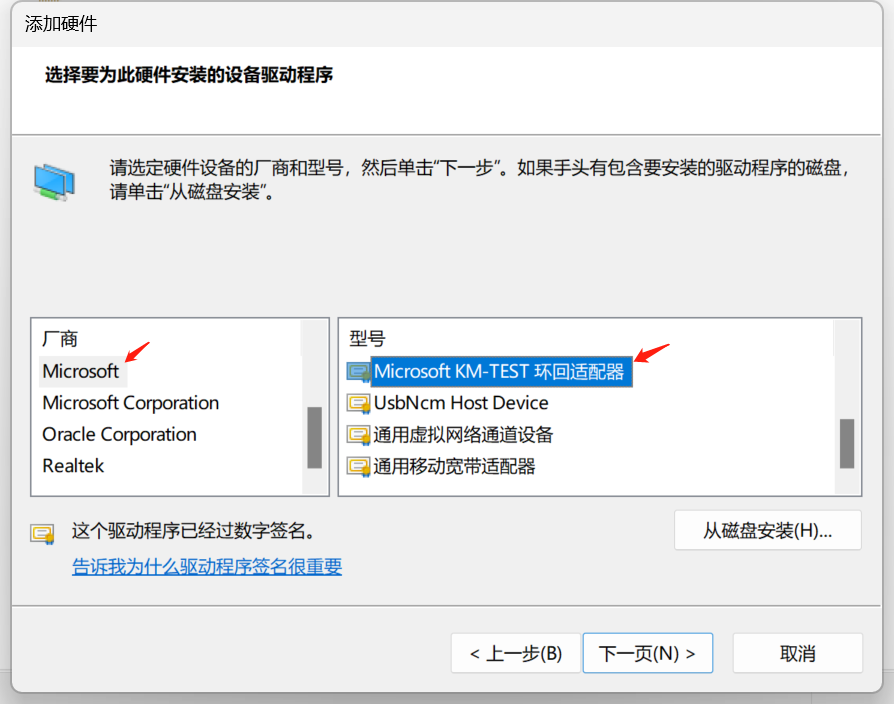 添加硬件
选择要为此硬件安装的设备驱动程序
请选定硬件设备的厂商和型号，然后单击“下一步”。如果手头有包含要安装的驱动程序的磁盘，
请单击“从磁盘安装”。
厂商
Microsoft
Microsoft Corporation
Oracle Corporation
Realtek
型号
Microsoft KM-TEST 环回适配器
UsbNcm Host Device
通用虚拟网络通道设备
通用移动宽带适配器
这个驱动程序已经过数字签名。
告诉我为什么驱动程序签名很重要
从磁盘安装(H)...
< 上一步(B)
下一页(N) >
取消